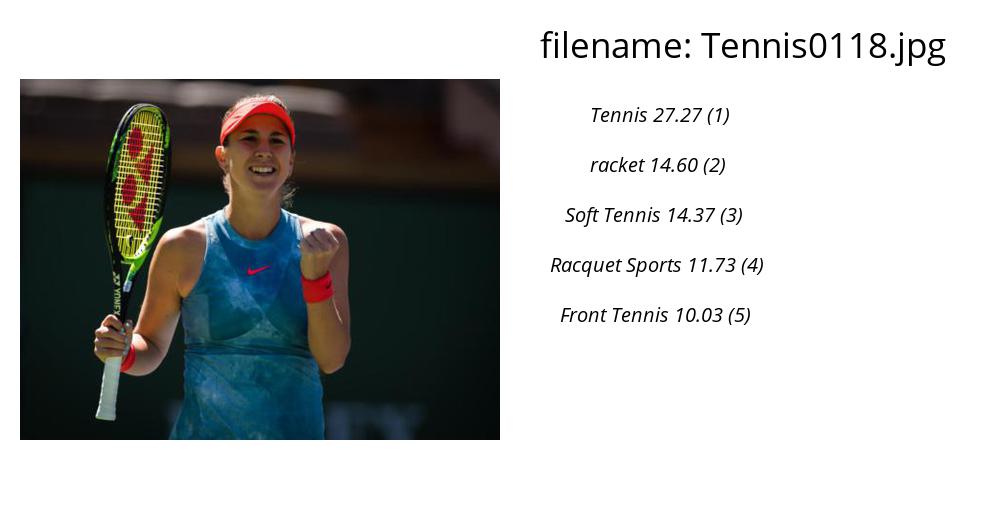 filename: Tennis0118.jpg
Tennis 27.27 (1)
racket 14.60 (2)
Soft Tennis 14.37 (3)
Racquet Sports 11.73 (4)
Front Tennis 10.03 (5)
YONEX